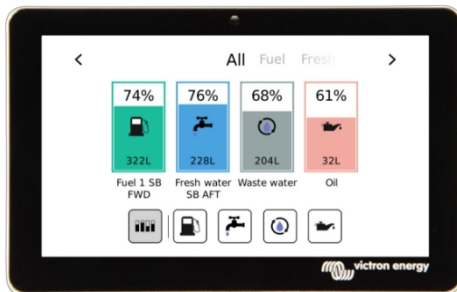 All Fuel Fresh
74% 76% 68% 61%
322L 228L 204L 32L
Fuel 1 SB Fresh water Waste water Oil
FWD SB AFT
victron energy